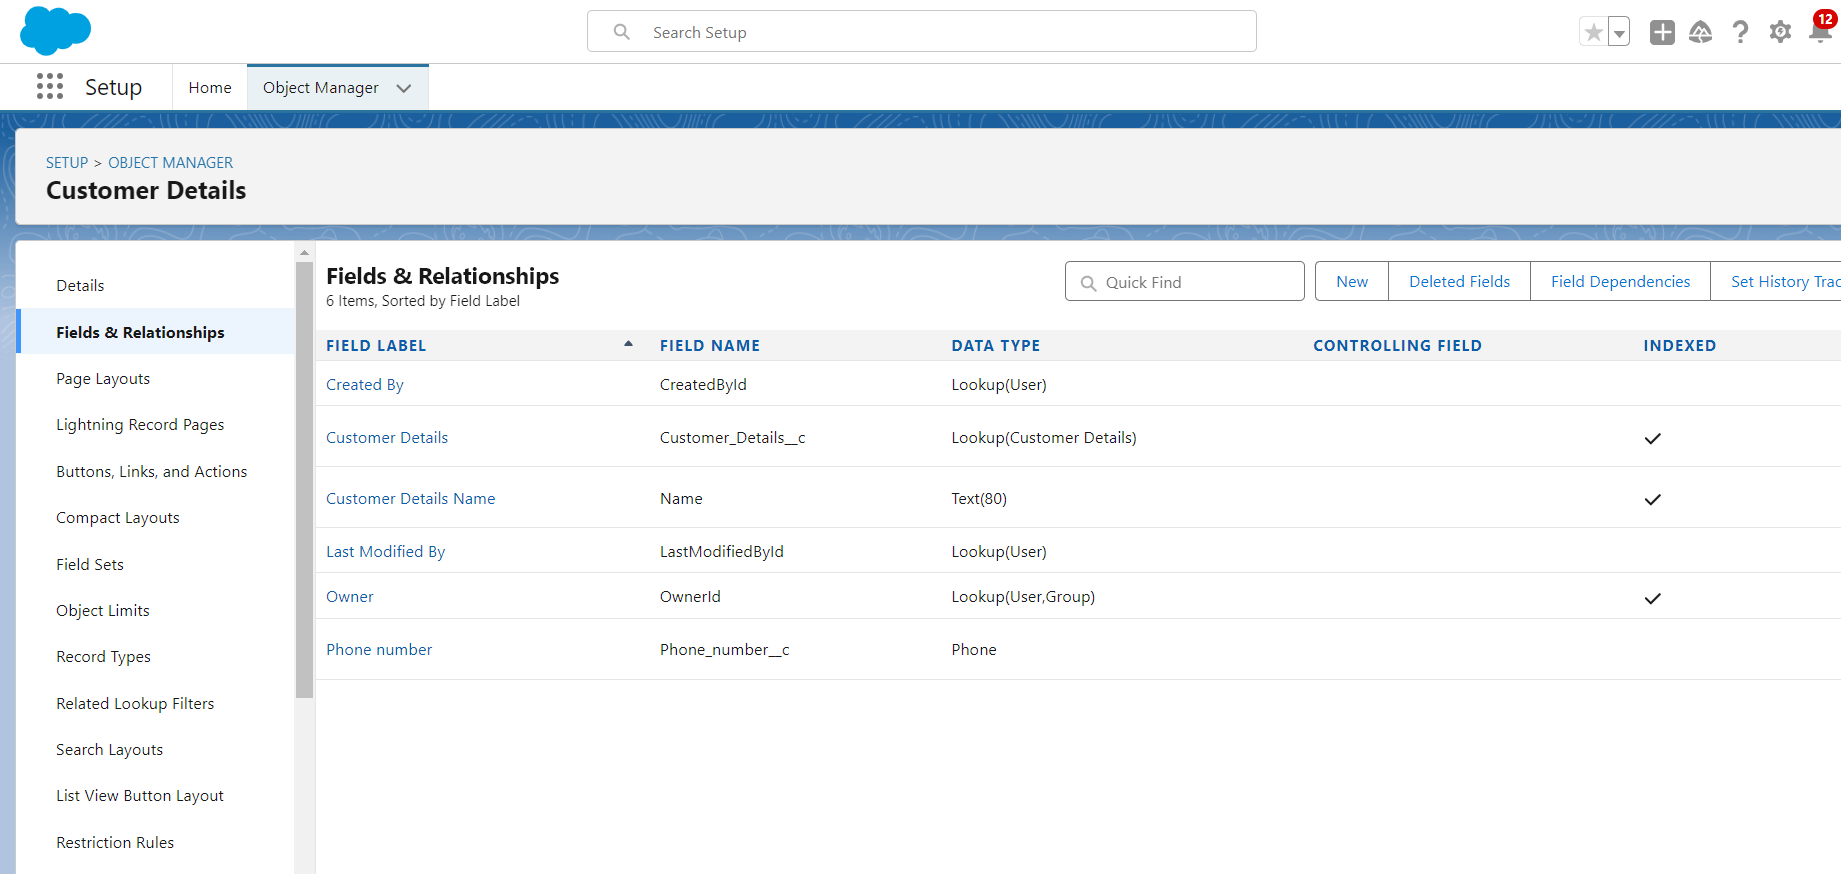 Search Setup
12
Setup
Home
Object Manager
SETUP > OBJECT MANAGER
Customer Details
Details
Fields & Relationships
Page Layouts
Lightning Record Pages
Buttons, Links, and Actions
Compact Layouts
Field Sets
Object Limits
Record Types
Related Lookup Filters
Search Layouts
List View Button Layout
Restriction Rules
Fields & Relationships
6 Items, Sorted by Field Label
Quick Find
New
Deleted Fields
Field Dependencies
Set History Trac
FIELD LABEL FIELD NAME DATA TYPE CONTROLLING FIELD INDEXED
Created By CreatedById Lookup(User)
Customer Details Customer_Details__c Lookup(Customer Details)
Customer Details Name Name Text(80)
Last Modified By LastModifiedById Lookup(User)
Owner OwnerId Lookup(User,Group)
Phone number Phone_number__c Phone